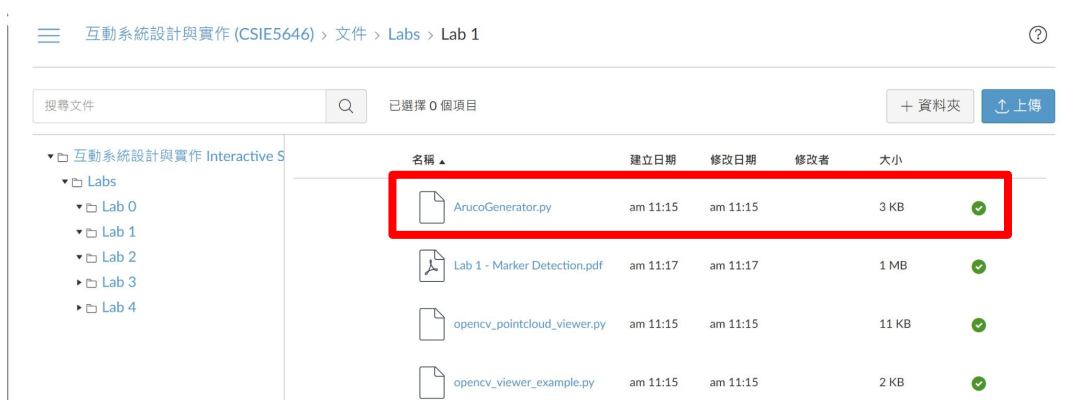 互動系統設計與實作 (CSIE5646) › 文件 › Labs › Lab 1
搜尋文件 已選擇 0 個項目 + 資料夾 上傳
互動系統設計與實作 Interactive S
Labs
Lab 0
Lab 1
Lab 2
Lab 3
Lab 4
名稱 建立日期 修改日期 修改者 大小
ArucoGenerator.py am 11:15 am 11:15 3 KB
Lab 1 - Marker Detection.pdf am 11:17 am 11:17 1 MB
opencv_pointcloud_viewer.py am 11:15 am 11:15 11 KB
opencv_viewer_example.py am 11:15 am 11:15 2 KB